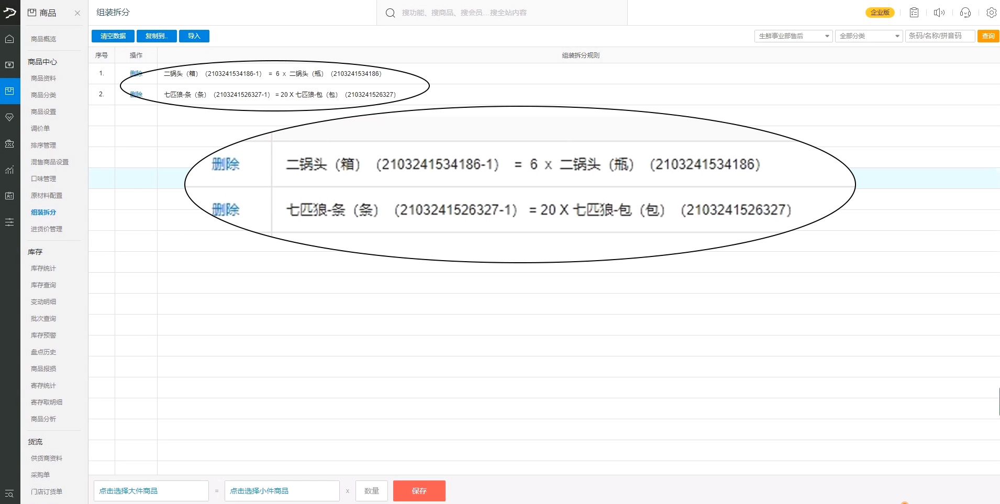 商品
组装拆分
搜功能、搜商品、搜会员...搜全站内容
企业版
清空数据 复制到.. 导入
生鲜事业部售后 全部分类 条码/名称/拼音码 查询
序号 操作 组装拆分规则
1. 删除 二锅头（箱）（2103241534186-1） = 6 x 二锅头（瓶）（2103241534186）
2. 删除 七匹狼-条（条）（2103241526327-1）= 20 X 七匹狼-包（包）（2103241526327）
删除 二锅头（箱）（2103241534186-1） = 6 x 二锅头（瓶）（2103241534186）
删除 七匹狼-条（条）（2103241526327-1） = 20 X 七匹狼-包（包）（2103241526327）
商品概览
商品中心
商品资料
商品分类
商品设置
调价单
排序管理
混售商品设置
口味管理
原材料配置
组装拆分
进货价管理
库存
库存统计
库存查询
变动明细
批次查询
库存预警
盘点历史
商品报损
寄存统计
寄存取明细
商品分析
货流
供货商资料
采购单
门店订货单
点击选择大件商品 = 点击选择小件商品 x 数量 保存